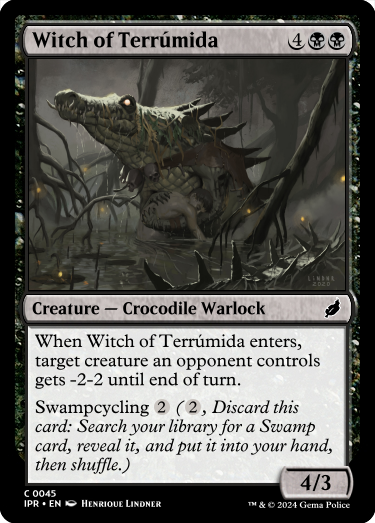 Witch of Terrúmida 4
LINDNR
2020
Creature — Crocodile Warlock
When Witch of Terrúmida enters,
target creature an opponent controls
gets -2-2 until end of turn.
Swampcycling 2 ( 2, Discard this
card: Search your library for a Swamp
card, reveal it, and put it into your hand,
then shuffle.)
4/3
C 0045
IPR • EN HENRIQUE LINDNER
™ & © 2024 Gema Police